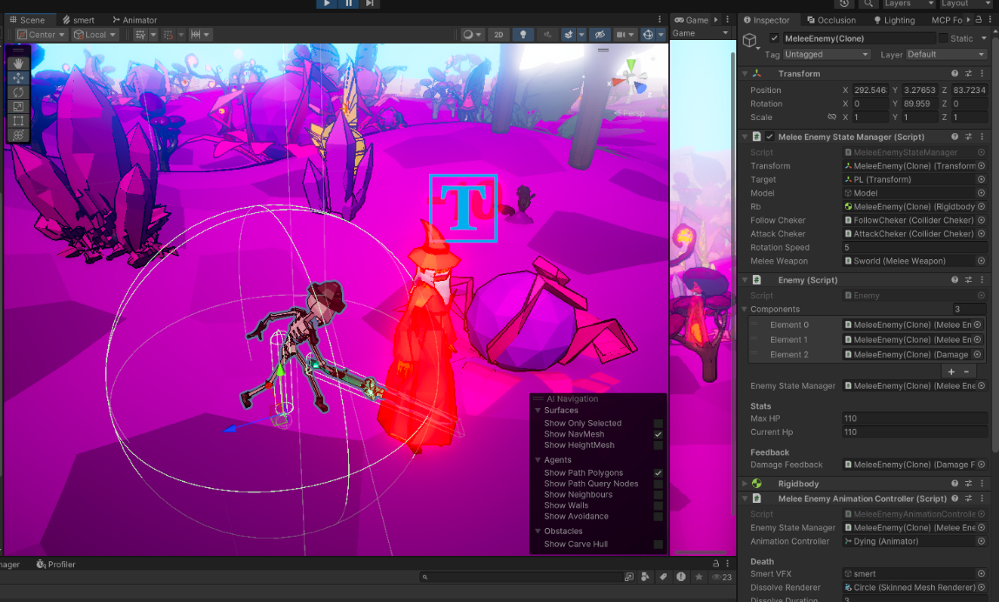 Scene
smert
Animator
Game
Inspector
Occlusion
Lighting
MCP Fo
Layers
Layout
Center
Local
2D
Game
MeleeEnemy(Clone)
Static
Tag Untagged
Layer Default
Persp
T
Transform
Position X 292.546 Y 3.27653 Z 83.7234
Rotation X 0 Y 89.959 Z 0
Scale X 1 Y 1 Z 1
Melee Enemy State Manager (Script)
Script MeleeEnemyStateManager
Transform MeleeEnemy(Clone) (Transform
Target PL (Transform)
Model Model
Rb MeleeEnemy(Clone) (Rigidbody
Follow Cheker FollowCheker (Collider Cheker)
Attack Cheker AttackCheker (Collider Cheker)
Rotation Speed 5
Melee Weapon Sworld (Melee Weapon)
Enemy (Script)
Script Enemy
Components 3
Element 0 MeleeEnemy(Clone) (Melee En
Element 1 MeleeEnemy(Clone) (Melee En
Element 2 MeleeEnemy(Clone) (Damage
+ -
Enemy State Manager MeleeEnemy(Clone) (Melee Ene
Stats
Max HP 110
Current Hp 110
Feedback
Damage Feedback MeleeEnemy(Clone) (Damage F
Rigidbody
Melee Enemy Animation Controller (Script)
Script MeleeEnemyAnimationControlle
Enemy State Manager MeleeEnemy(Clone) (Melee Ene
Animation Controller Dying (Animator)
Death
Smert VFX smert
Dissolve Renderer Circle (Skinned Mesh Renderer)
Dissolve Duration 3
AI Navigation
Surfaces
Show Only Selected
Show NavMesh
Show HeightMesh
Agents
Show Path Polygons
Show Path Query Nodes
Show Neighbours
Show Walls
Show Avoidance
Obstacles
Show Carve Hull
nager
Profiler
23